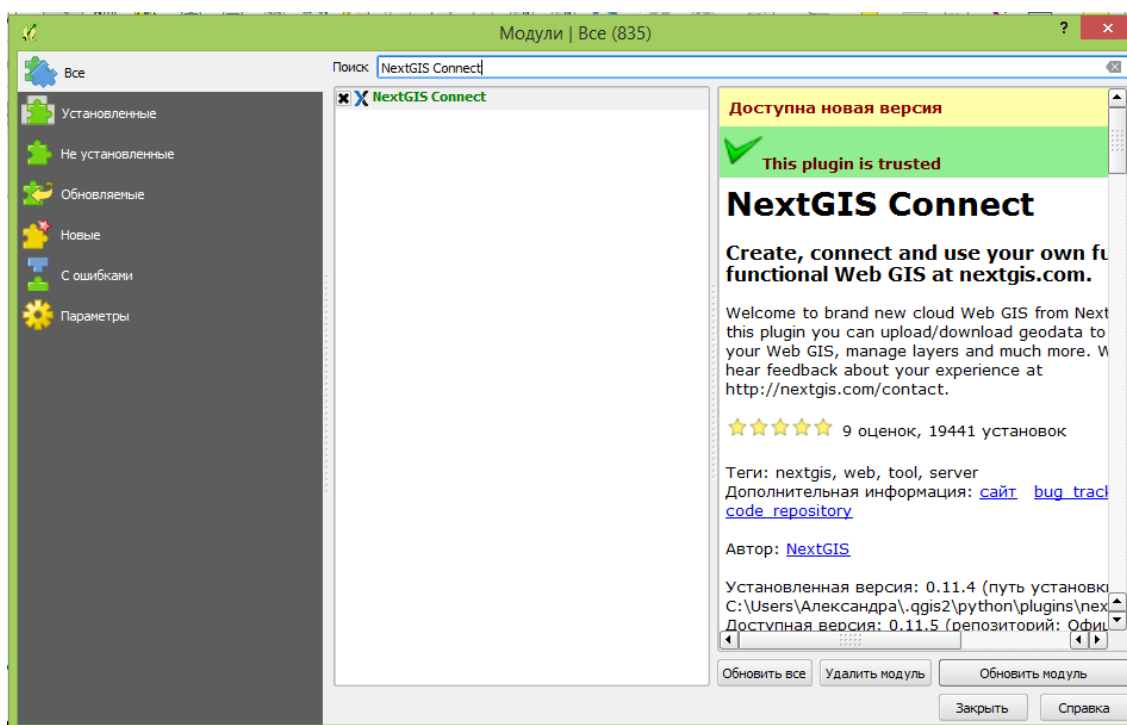 Модули | Все (835)
?
Все
Установленные
Не установленные
Обновляемые
Новые
С ошибками
Параметры
Поиск NextGIS Connect
NextGIS Connect
Доступна новая версия
This plugin is trusted
NextGIS Connect
Create, connect and use your own fu
functional Web GIS at nextgis.com.
Welcome to brand new cloud Web GIS from Next
this plugin you can upload/download geodata to
your Web GIS, manage layers and much more. W
hear feedback about your experience at
http://nextgis.com/contact.
9 оценок, 19441 установок
Теги: nextgis, web, tool, server
Дополнительная информация: сайт bug_track
code_repository
Автор: NextGIS
Установленная версия: 0.11.4 (путь установки
C:\Users\Александра\.qgis2\python\plugins\nex
Доступная версия: 0.11.5 (репозиторий: Офиц
Обновить все Удалить модуль Обновить модуль
Закрыть Справка